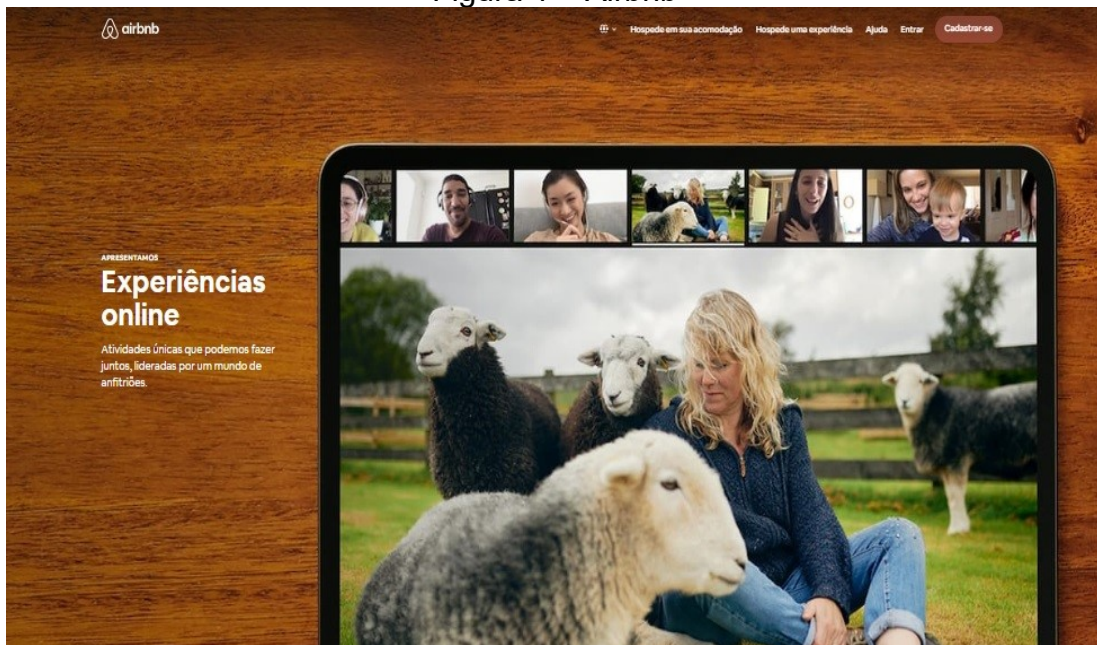 airbnb
Hospede em sua acomodação Hospede uma experiência Ajuda Entrar Cadastrar-se
APRESENTAMOS
Experiências
online
Atividades únicas que podemos fazer
juntos, lideradas por um mundo de
anfitriões.